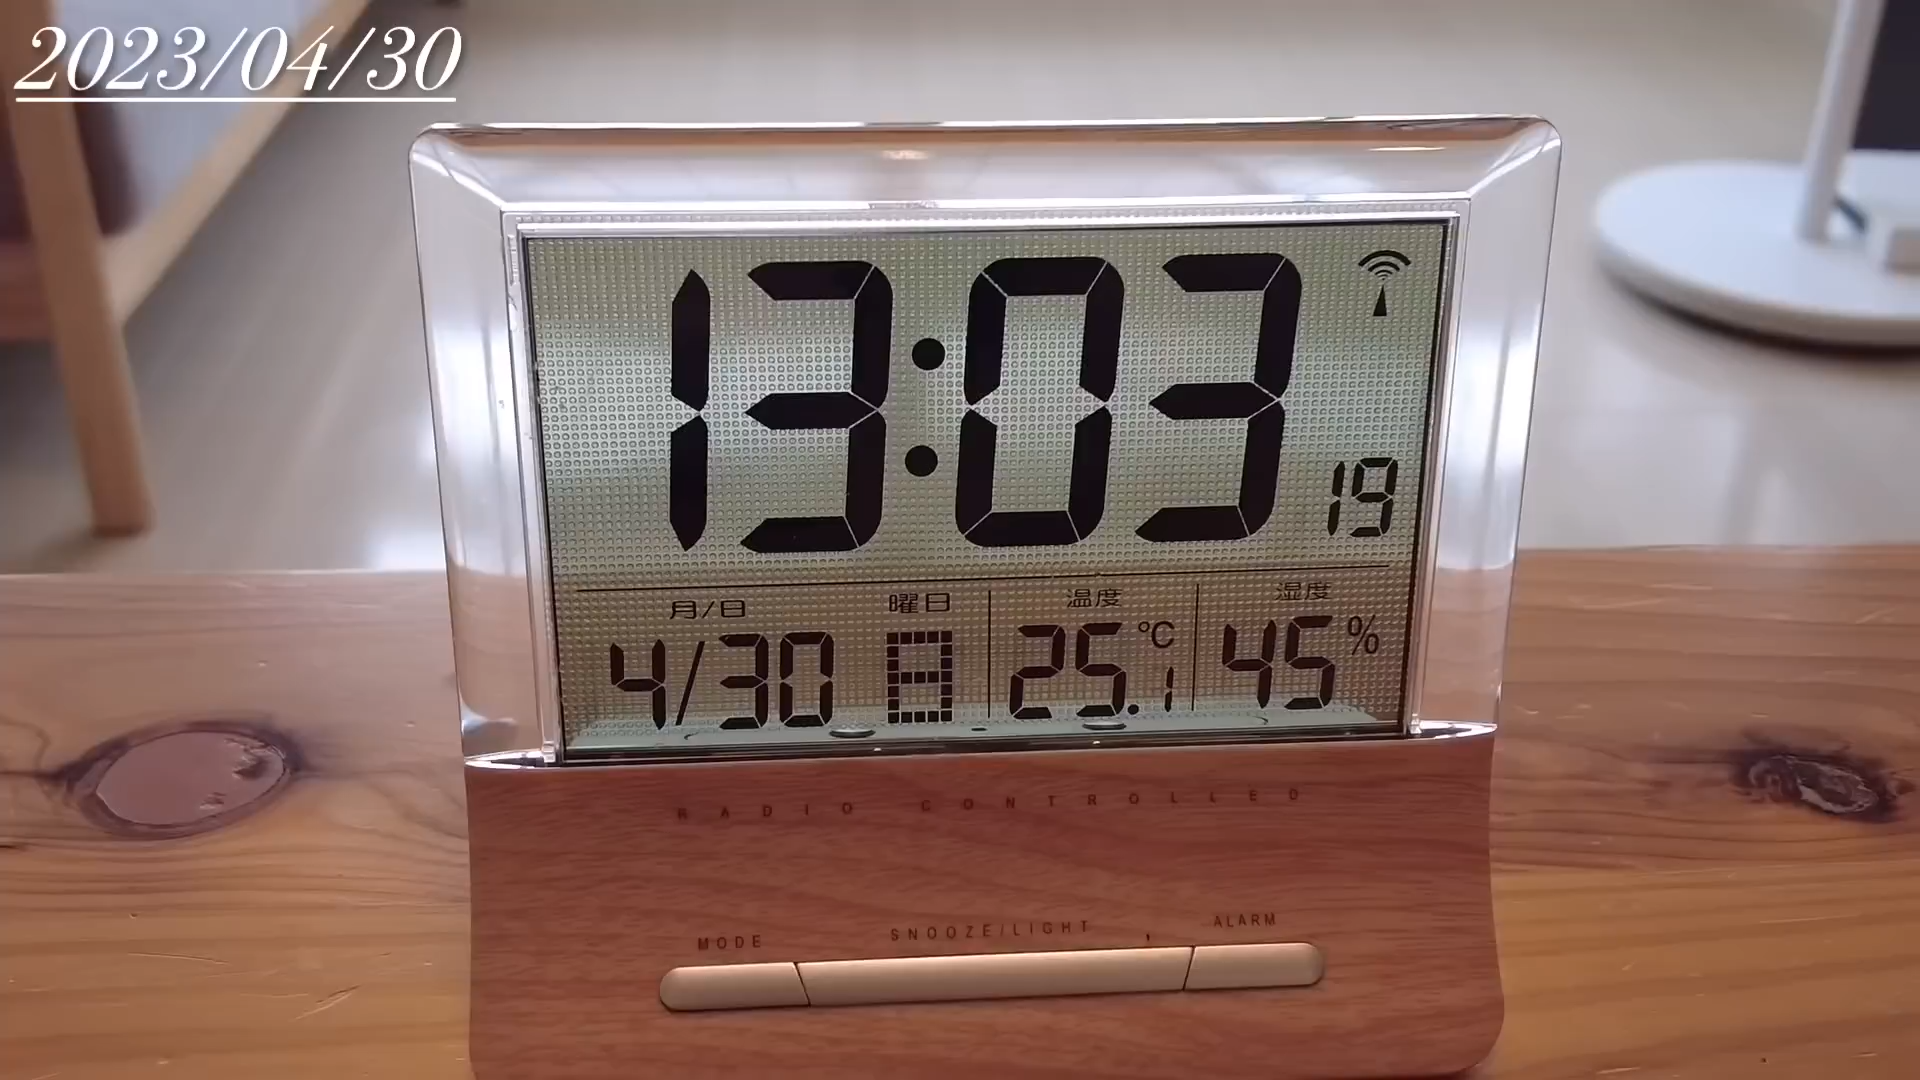 2023/04/30
13:03 19
月/日 曜日 温度 湿度
4/30 日 25.1 ℃ 45 %
RADIO CONTROLLED
MODE SNOOZE/LIGHT ALARM